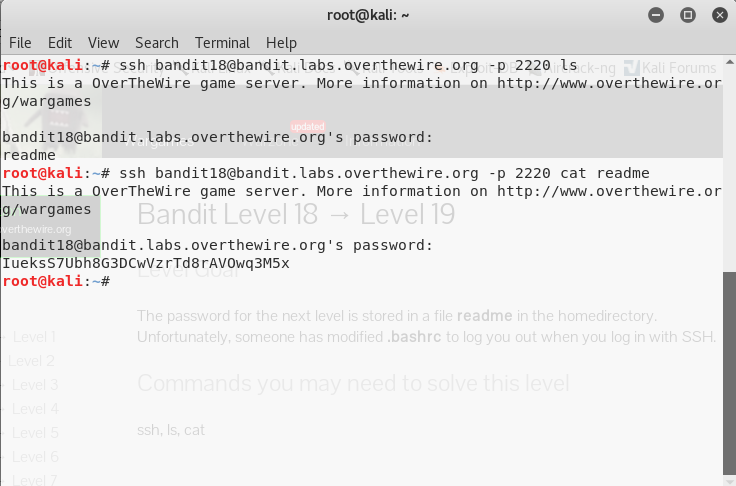 root@kali: ~
File Edit View Search Terminal Help
root@kali:~# ssh bandit18@bandit.labs.overthewire.org -p 2220 ls
This is a OverTheWire game server. More information on http://www.overthewire.or
g/wargames
bandit18@bandit.labs.overthewire.org's password:
readme
root@kali:~# ssh bandit18@bandit.labs.overthewire.org -p 2220 cat readme
This is a OverTheWire game server. More information on http://www.overthewire.or
g/wargames
bandit18@bandit.labs.overthewire.org's password:
IueksS7Ubh8G3DCwVzrTd8rAVOwq3M5x
root@kali:~#
Kali Forums
updated
Wargames
Bandit Level 18 → Level 19
overthewire.org
Level Goal
The password for the next level is stored in a file readme in the homedirectory.
Unfortunately, someone has modified .bashrc to log you out when you log in with SSH.
Commands you may need to solve this level
ssh, ls, cat
Level 1
Level 2
Level 3
Level 4
Level 5
Level 6
Level 7